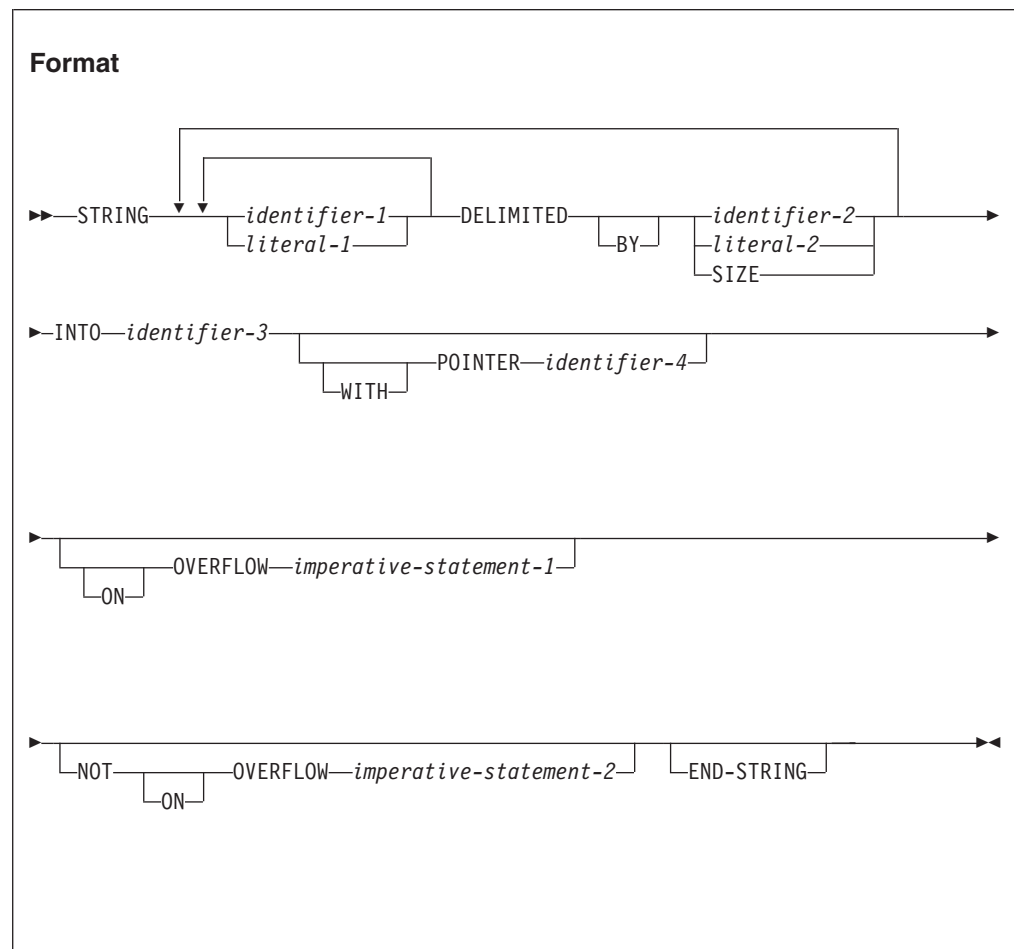 Format
STRING identifier-1 DELIMITED identifier-2
literal-1 BY literal-2
SIZE
INTO identifier-3
POINTER identifier-4
WITH
OVERFLOW imperative-statement-1
ON
NOT OVERFLOW imperative-statement-2 END-STRING
ON